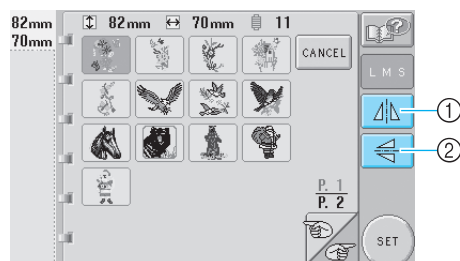 82mm
70mm
82mm 70mm 11
CANCEL
L M S
1
2
P. 1
P. 2
SET